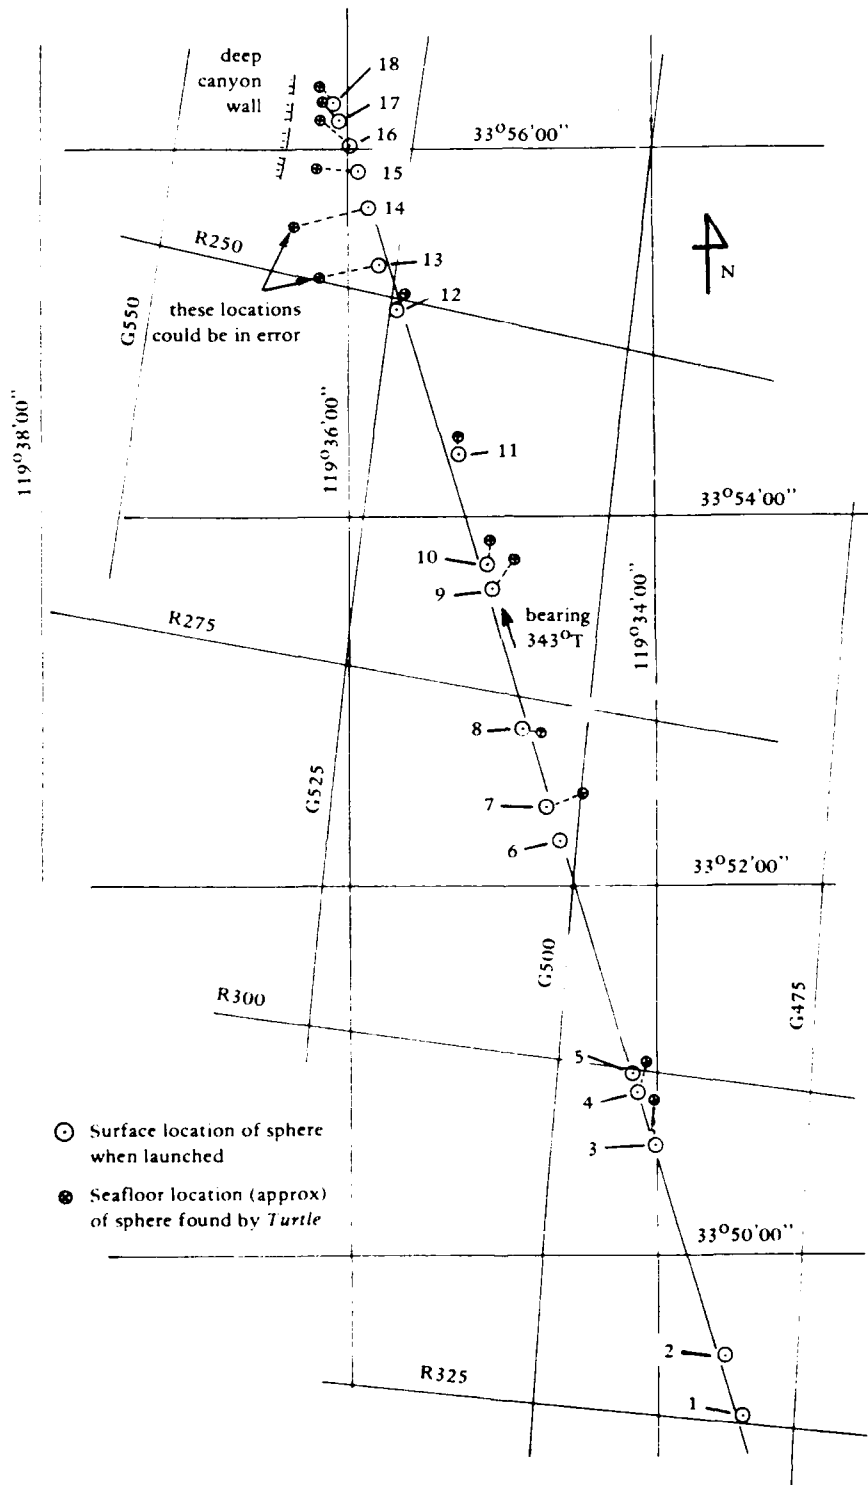 deep
canyon
wall
18
17
16
33°56'00"
15
14
R250
N
13
these locations
could be in error
12
G550
119°38'00"
119°36'00"
11
33°54'00"
10
9
119°34'00"
bearing
343°T
R275
8
G525
7
6
33°52'00"
G500
G475
R300
5
4
3
Surface location of sphere
when launched
Seafloor location (approx)
of sphere found by Turtle
33°50'00"
2
R325
1